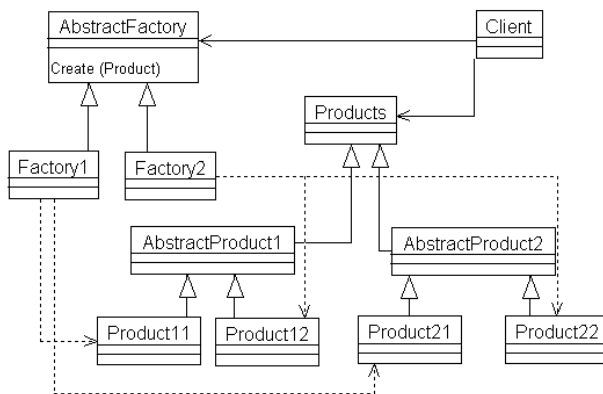 AbstractFactory
Client
Create (Product)
Products
Factory1
Factory2
AbstractProduct1
AbstractProduct2
Product11
Product12
Product21
Product22